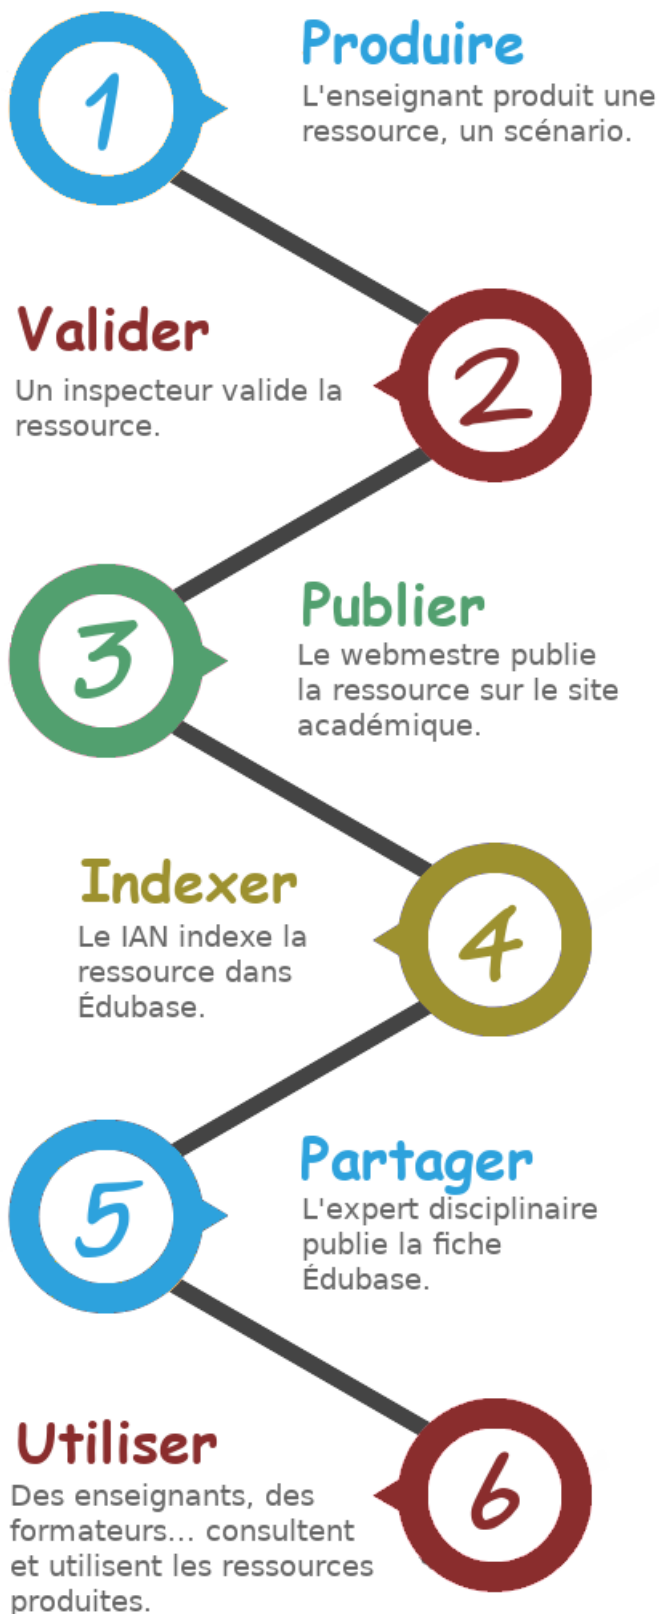 1
Produire
L'enseignant produit une
ressource, un scénario.
Valider
Un inspecteur valide la
ressource.
2
3
Publier
Le webmestre publie
la ressource sur le site
académique.
Indexer
Le IAN indexe la
ressource dans
Édubase.
4
5
Partager
L'expert disciplinaire
publie la fiche
Édubase.
Utiliser
Des enseignants, des
formateurs... consultent
et utilisent les ressources
produites.
6